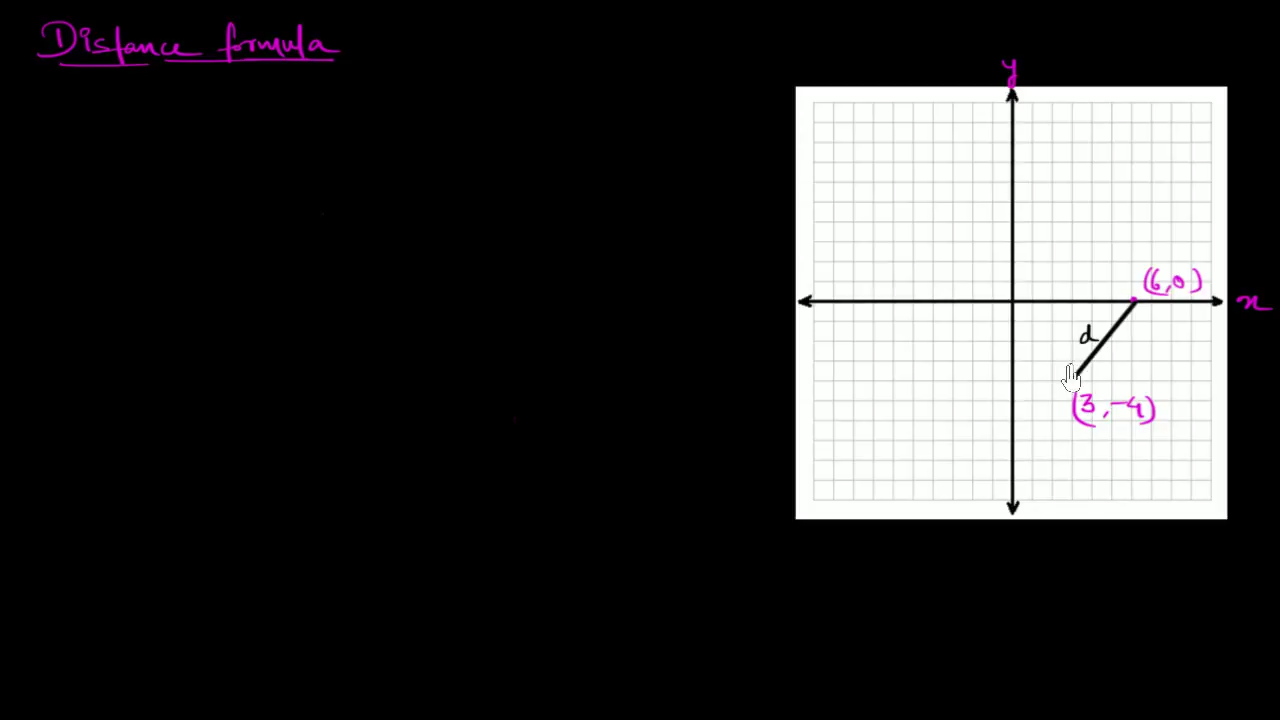 Distance formula
y
(6,0)
x
d
(3,-4)